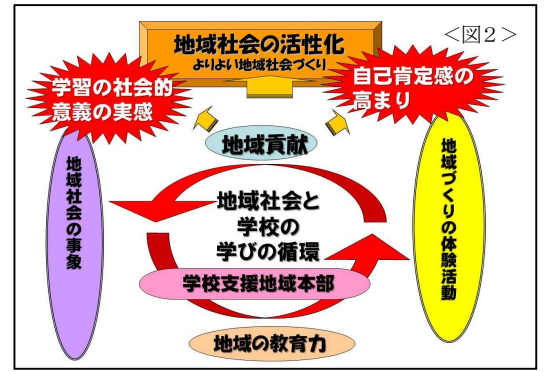 <図2>
地域社会の活性化
よりよい地域社会づくり
学習の社会的
意義の実感
自己肯定感の
高まり
地域貢献
地域社会の事象
地域社会と
学校の
学びの循環
地域づくりの体験活動
学校支援地域本部
地域の教育力